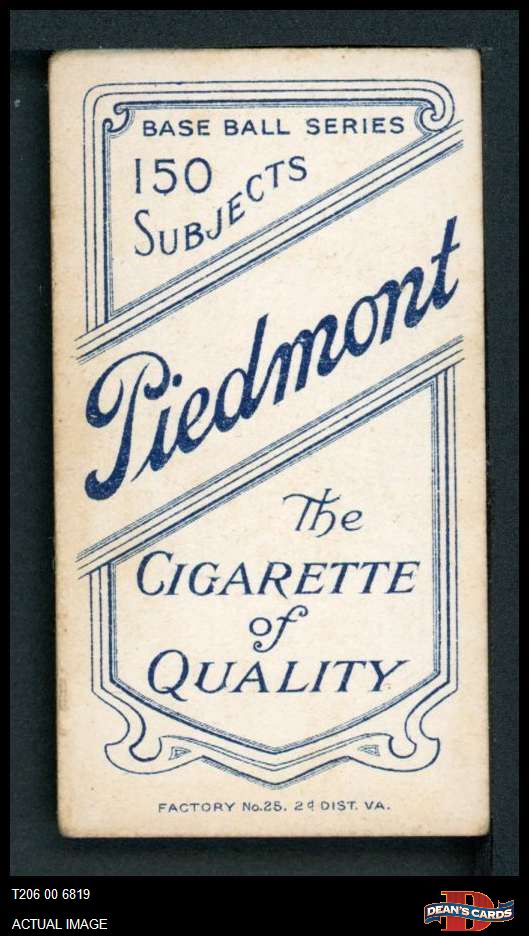 BASE BALL SERIES
150
SUBJECTS
Piedmont
The
CIGARETTE
of
QUALITY
FACTORY No.25. 2d DIST. VA.
T206 00 6819
ACTUAL IMAGE
D
DEAN'S CARDS